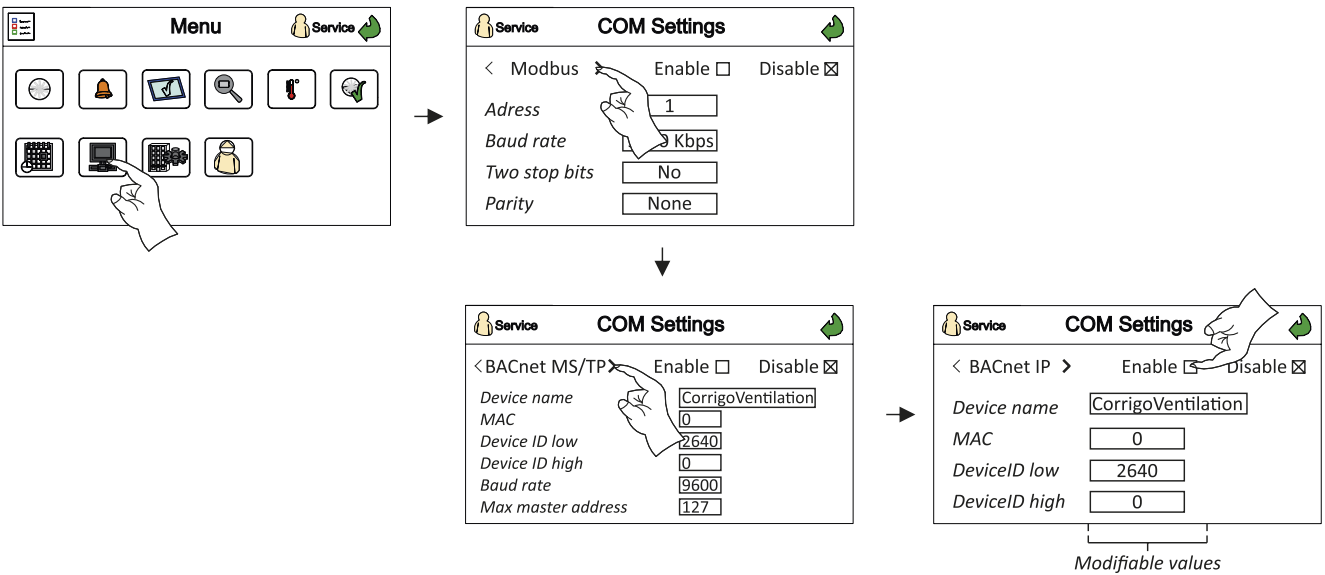 Menu
Service
Service
COM Settings
< Modbus >
Enable
Disable
Adress
1
Baud rate
Kbps
Two stop bits
No
Parity
None
Service
COM Settings
<BACnet MS/TP>
Enable
Disable
Device name
CorrigoVentilation
MAC
0
Device ID low
2640
Device ID high
0
Baud rate
9600
Max master address
127
Service
COM Settings
< BACnet IP >
Enable
Disable
Device name
CorrigoVentilation
MAC
0
DeviceID low
2640
DeviceID high
0
Modifiable values